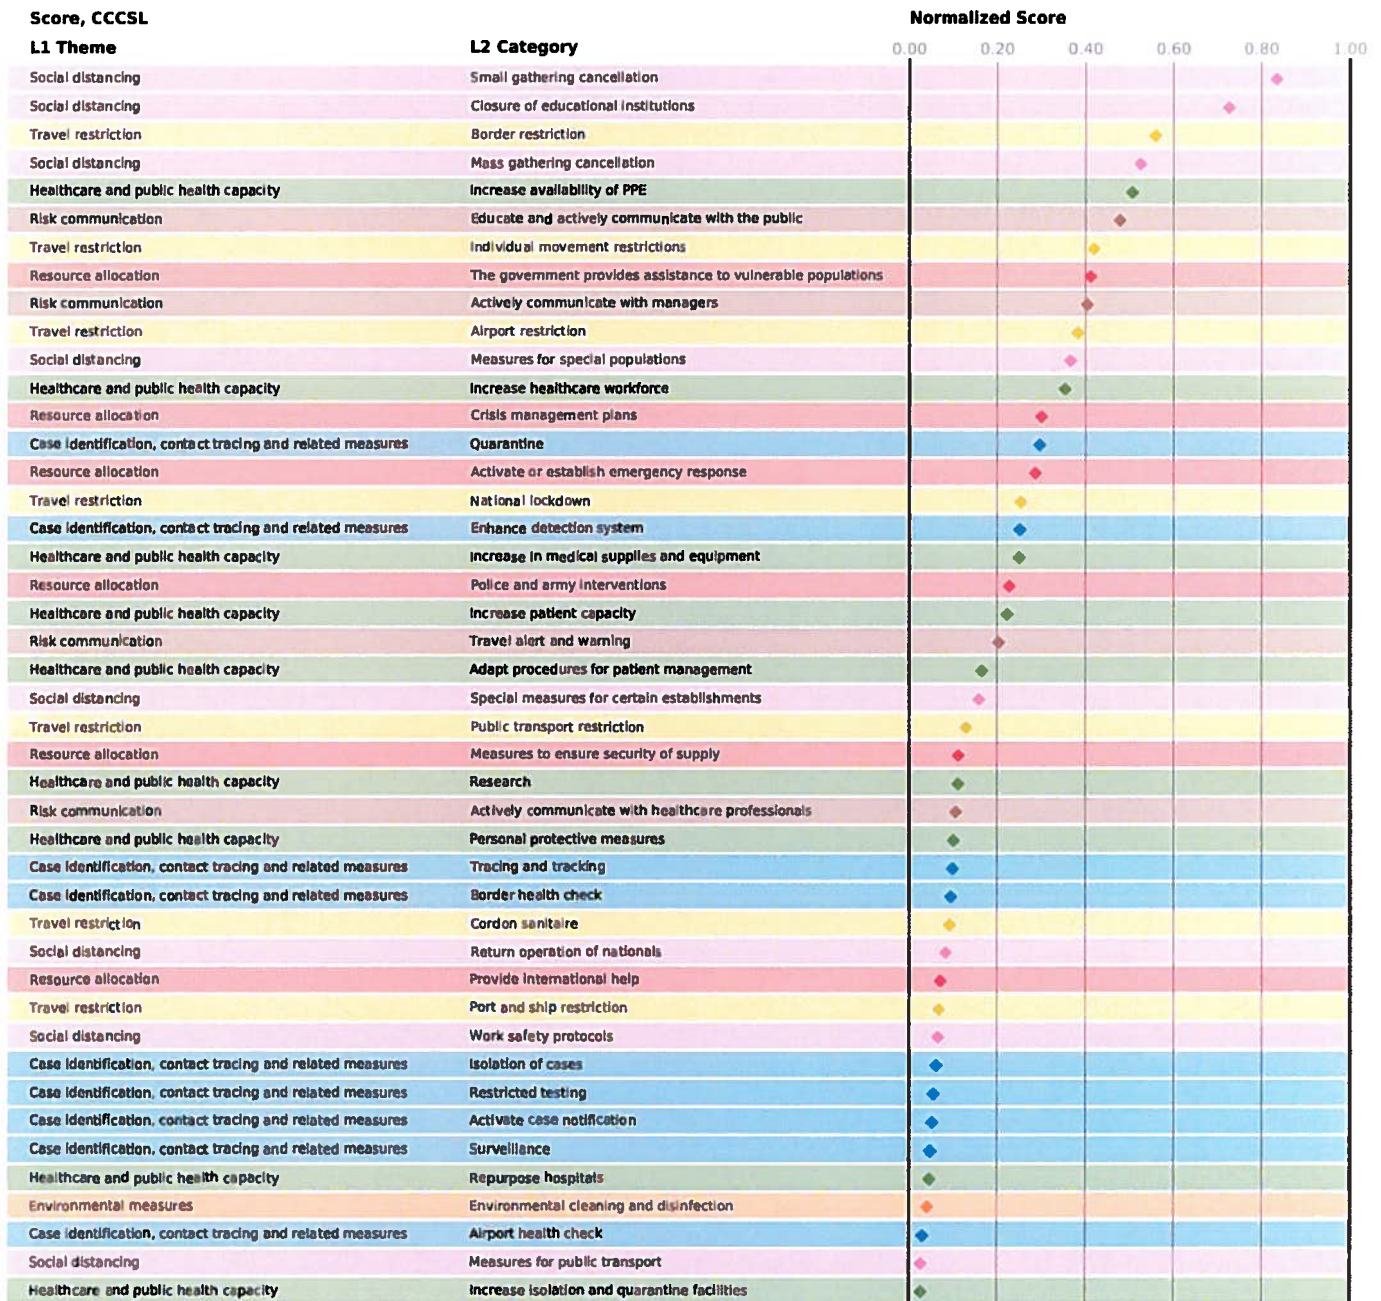 Score, CCCSL Normalized Score
L1 Theme L2 Category 0.00 0.20 0.40 0.60 0.80 1.00
Social distancing Small gathering cancellation
Social distancing Closure of educational institutions
Travel restriction Border restriction
Social distancing Mass gathering cancellation
Healthcare and public health capacity Increase availability of PPE
Risk communication Educate and actively communicate with the public
Travel restriction Individual movement restrictions
Resource allocation The government provides assistance to vulnerable populations
Risk communication Actively communicate with managers
Travel restriction Airport restriction
Social distancing Measures for special populations
Healthcare and public health capacity Increase healthcare workforce
Resource allocation Crisis management plans
Case identification, contact tracing and related measures Quarantine
Resource allocation Activate or establish emergency response
Travel restriction National lockdown
Case identification, contact tracing and related measures Enhance detection system
Healthcare and public health capacity Increase in medical supplies and equipment
Resource allocation Police and army interventions
Healthcare and public health capacity Increase patient capacity
Risk communication Travel alert and warning
Healthcare and public health capacity Adapt procedures for patient management
Social distancing Special measures for certain establishments
Travel restriction Public transport restriction
Resource allocation Measures to ensure security of supply
Healthcare and public health capacity Research
Risk communication Actively communicate with healthcare professionals
Healthcare and public health capacity Personal protective measures
Case identification, contact tracing and related measures Tracing and tracking
Case identification, contact tracing and related measures Border health check
Travel restriction Cordon sanitaire
Social distancing Return operation of nationals
Resource allocation Provide international help
Travel restriction Port and ship restriction
Social distancing Work safety protocols
Case identification, contact tracing and related measures Isolation of cases
Case identification, contact tracing and related measures Restricted testing
Case identification, contact tracing and related measures Activate case notification
Case identification, contact tracing and related measures Surveillance
Healthcare and public health capacity Repurpose hospitals
Environmental measures Environmental cleaning and disinfection
Case identification, contact tracing and related measures Airport health check
Social distancing Measures for public transport
Healthcare and public health capacity Increase isolation and quarantine facilities